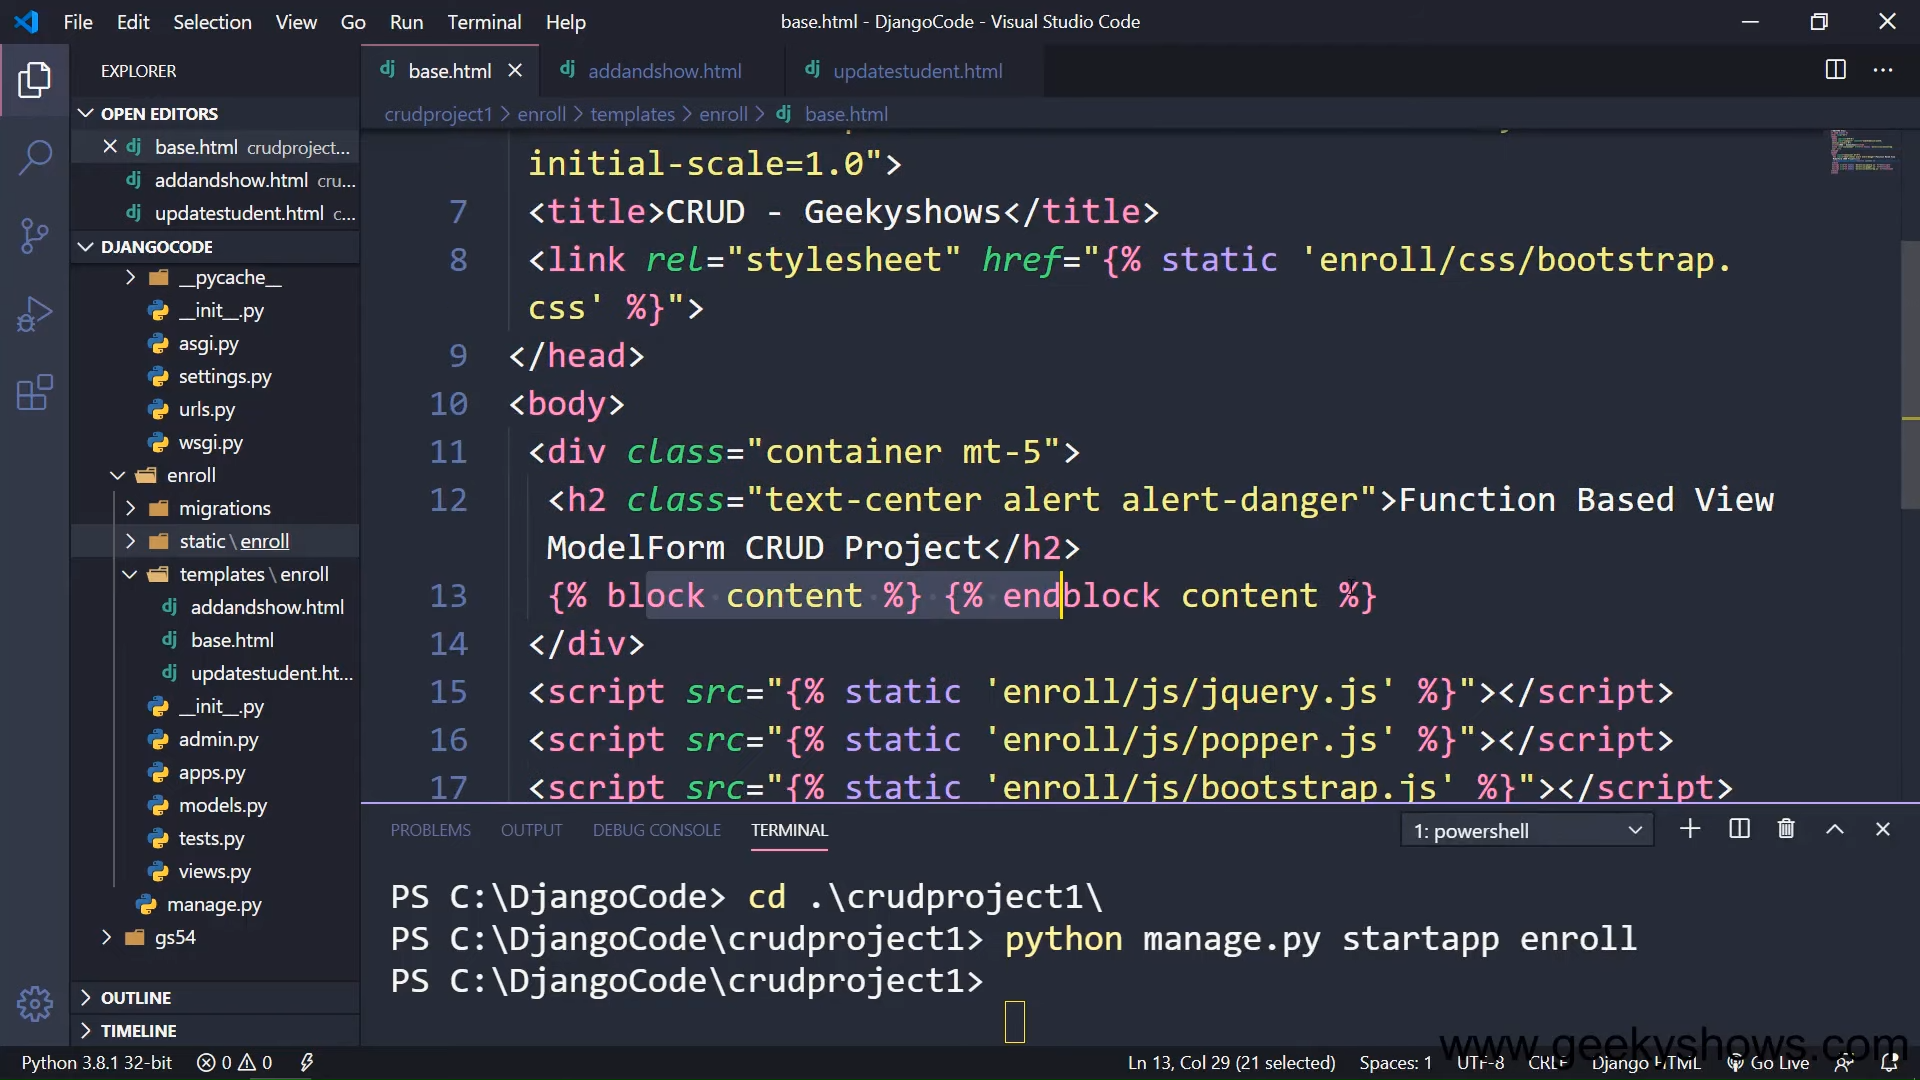 File Edit Selection View Go Run Terminal Help base.html - DjangoCode - Visual Studio Code
EXPLORER
OPEN EDITORS
base.html crudproject...
addandshow.html cru...
updatestudent.html c...
DJANGOCODE
__pycache__
__init__.py
asgi.py
settings.py
urls.py
wsgi.py
enroll
migrations
static\enroll
templates\enroll
addandshow.html
base.html
updatestudent.ht...
__init__.py
admin.py
apps.py
models.py
tests.py
views.py
manage.py
gs54
OUTLINE
TIMELINE
base.html addandshow.html updatestudent.html
crudproject1 > enroll > templates > enroll > base.html
initial-scale=1.0">
7 <title>CRUD - Geekyshows</title>
8 <link rel="stylesheet" href="{% static 'enroll/css/bootstrap.
css' %}">
9 </head>
10 <body>
11 <div class="container mt-5">
12 <h2 class="text-center alert alert-danger">Function Based View
ModelForm CRUD Project</h2>
13 {% block content %} {% endblock content %}
14 </div>
15 <script src="{% static 'enroll/js/jquery.js' %}"></script>
16 <script src="{% static 'enroll/js/popper.js' %}"></script>
17 <script src="{% static 'enroll/js/bootstrap.js' %}"></script>
PROBLEMS OUTPUT DEBUG CONSOLE TERMINAL 1: powershell
PS C:\DjangoCode> cd .\crudproject1\
PS C:\DjangoCode\crudproject1> python manage.py startapp enroll
PS C:\DjangoCode\crudproject1>
www.geekyshows.com
Python 3.8.1 32-bit 0 0 Ln 13, Col 29 (21 selected) Spaces: 1 UTF-8 CRLF Django HTML Go Live